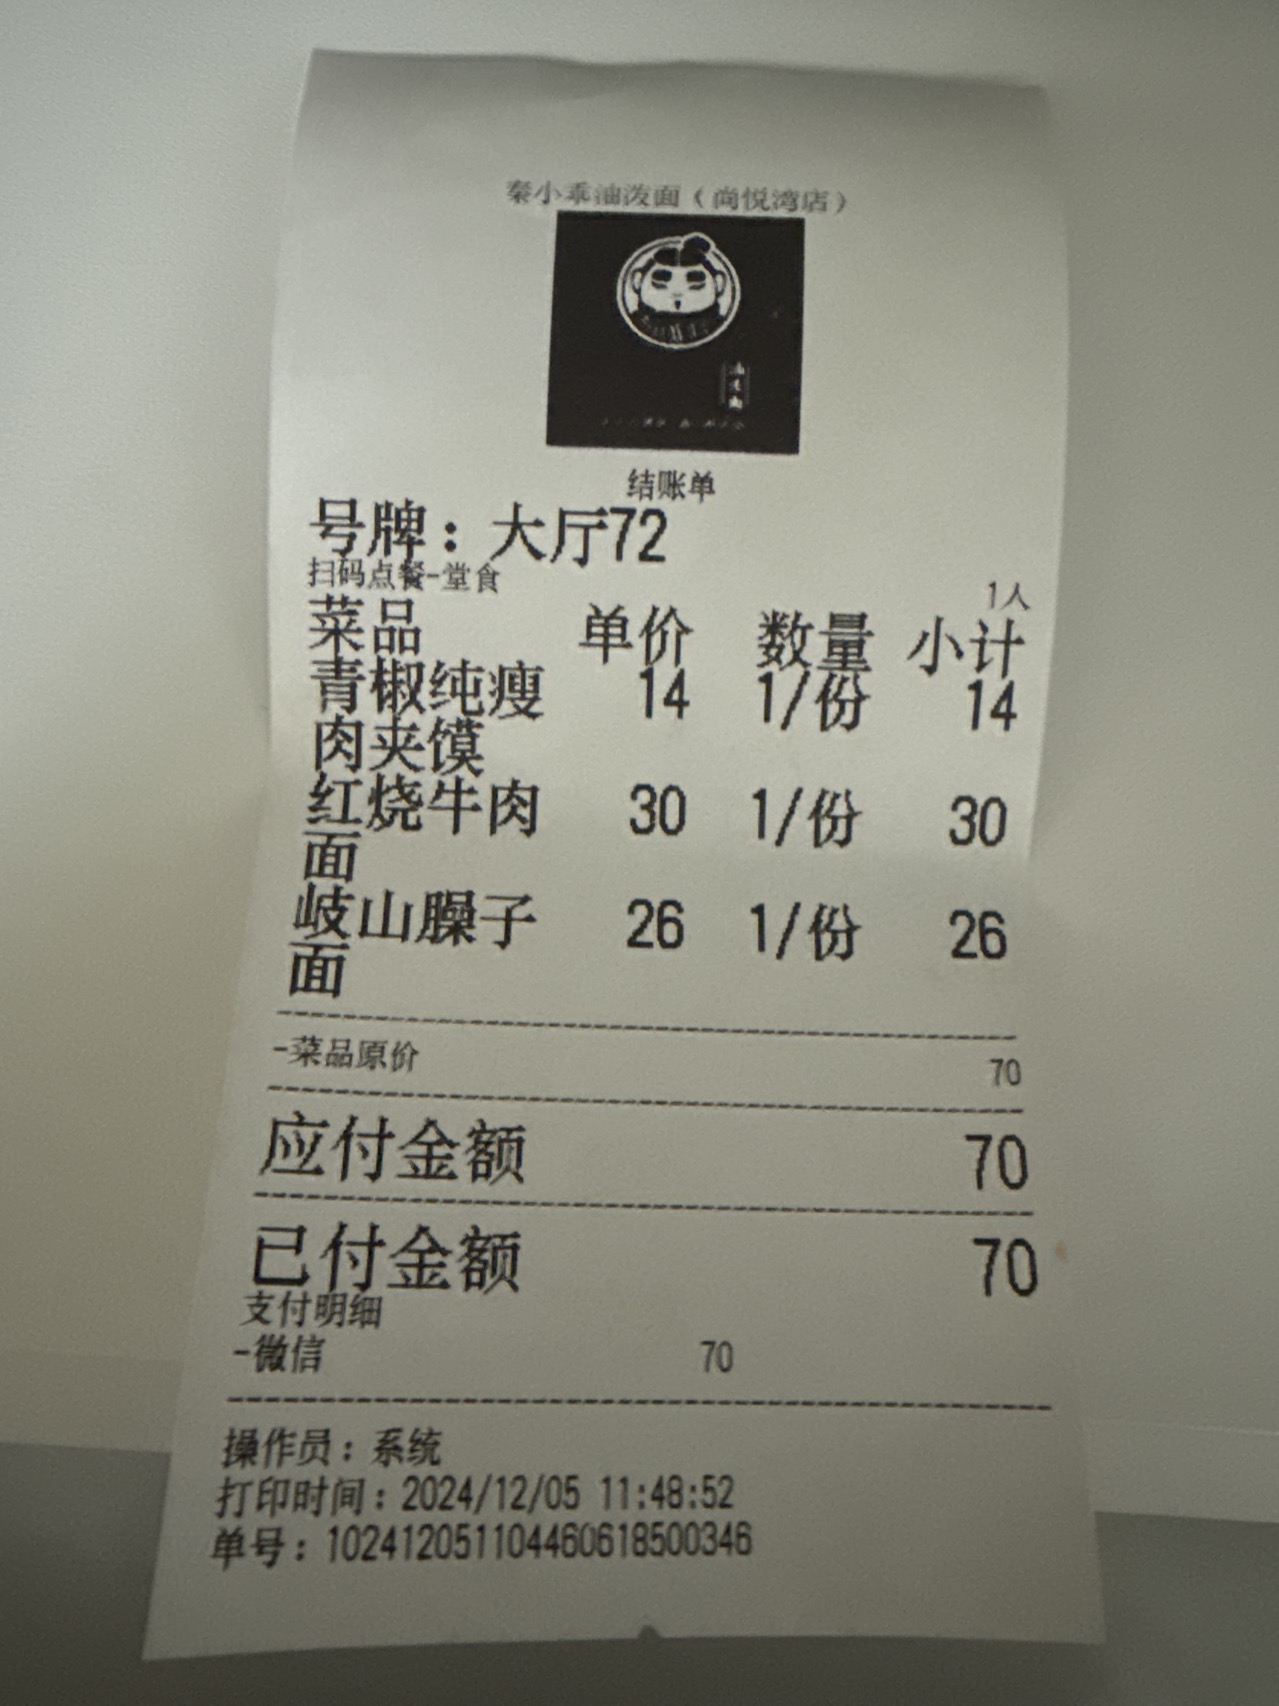 秦小乖油泼面（尚悦湾店）
结账单
号牌：大厅72
扫码点餐-堂食
1人
菜品 单价 数量 小计
青椒纯瘦 14 1/份 14
肉夹馍
红烧牛肉 30 1/份 30
面
岐山臊子 26 1/份 26
面
-菜品原价 70
应付金额 70
已付金额 70
支付明细
-微信 70
操作员：系统
打印时间：2024/12/05 11:48:52
单号：1024120511044606185​00346